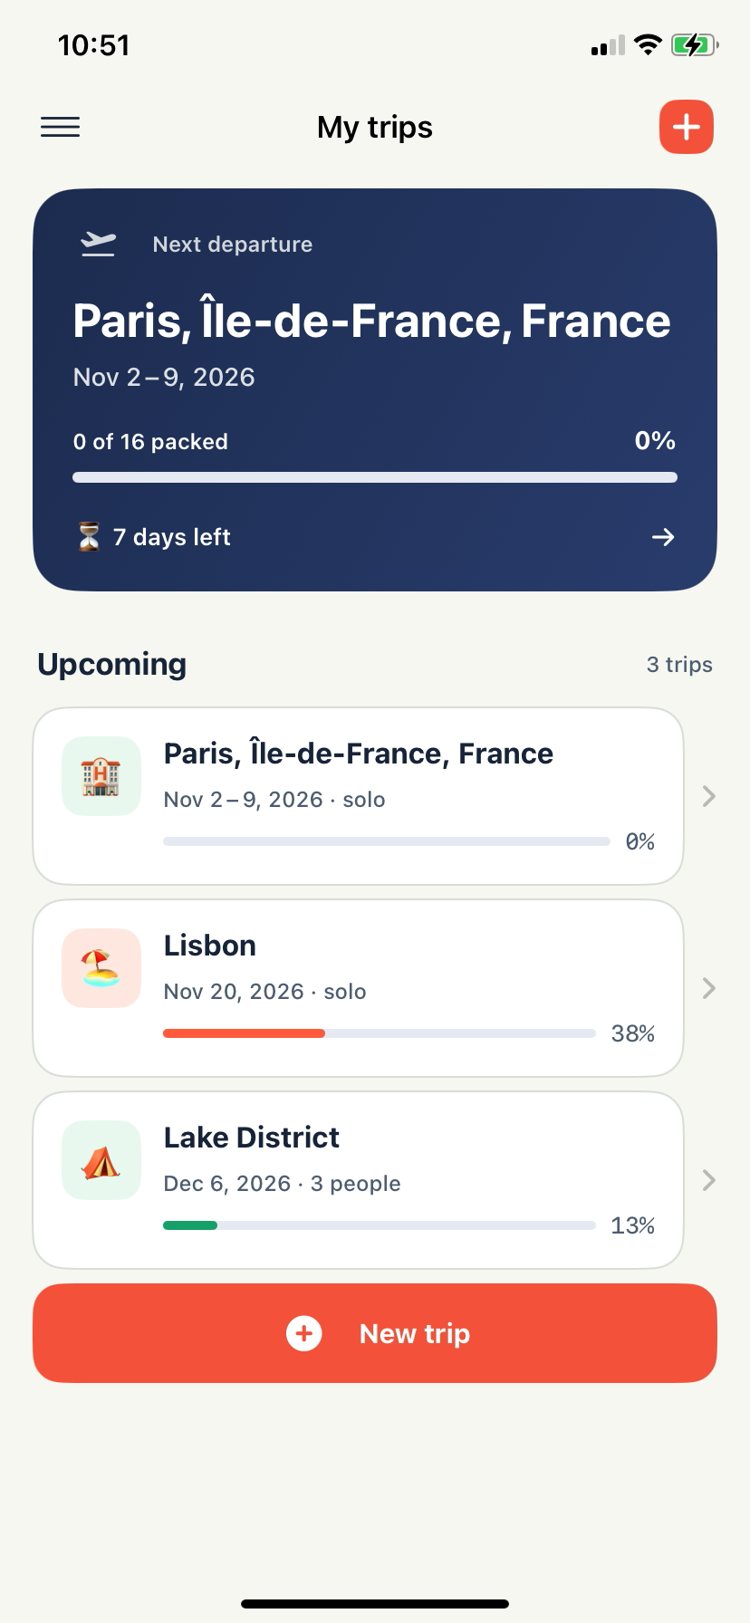 10:51
My trips
Next departure
Paris, Île-de-France, France
Nov 2 – 9, 2026
0 of 16 packed 0%
7 days left
Upcoming 3 trips
Paris, Île-de-France, France
Nov 2 – 9, 2026 · solo
0%
Lisbon
Nov 20, 2026 · solo
38%
Lake District
Dec 6, 2026 · 3 people
13%
New trip